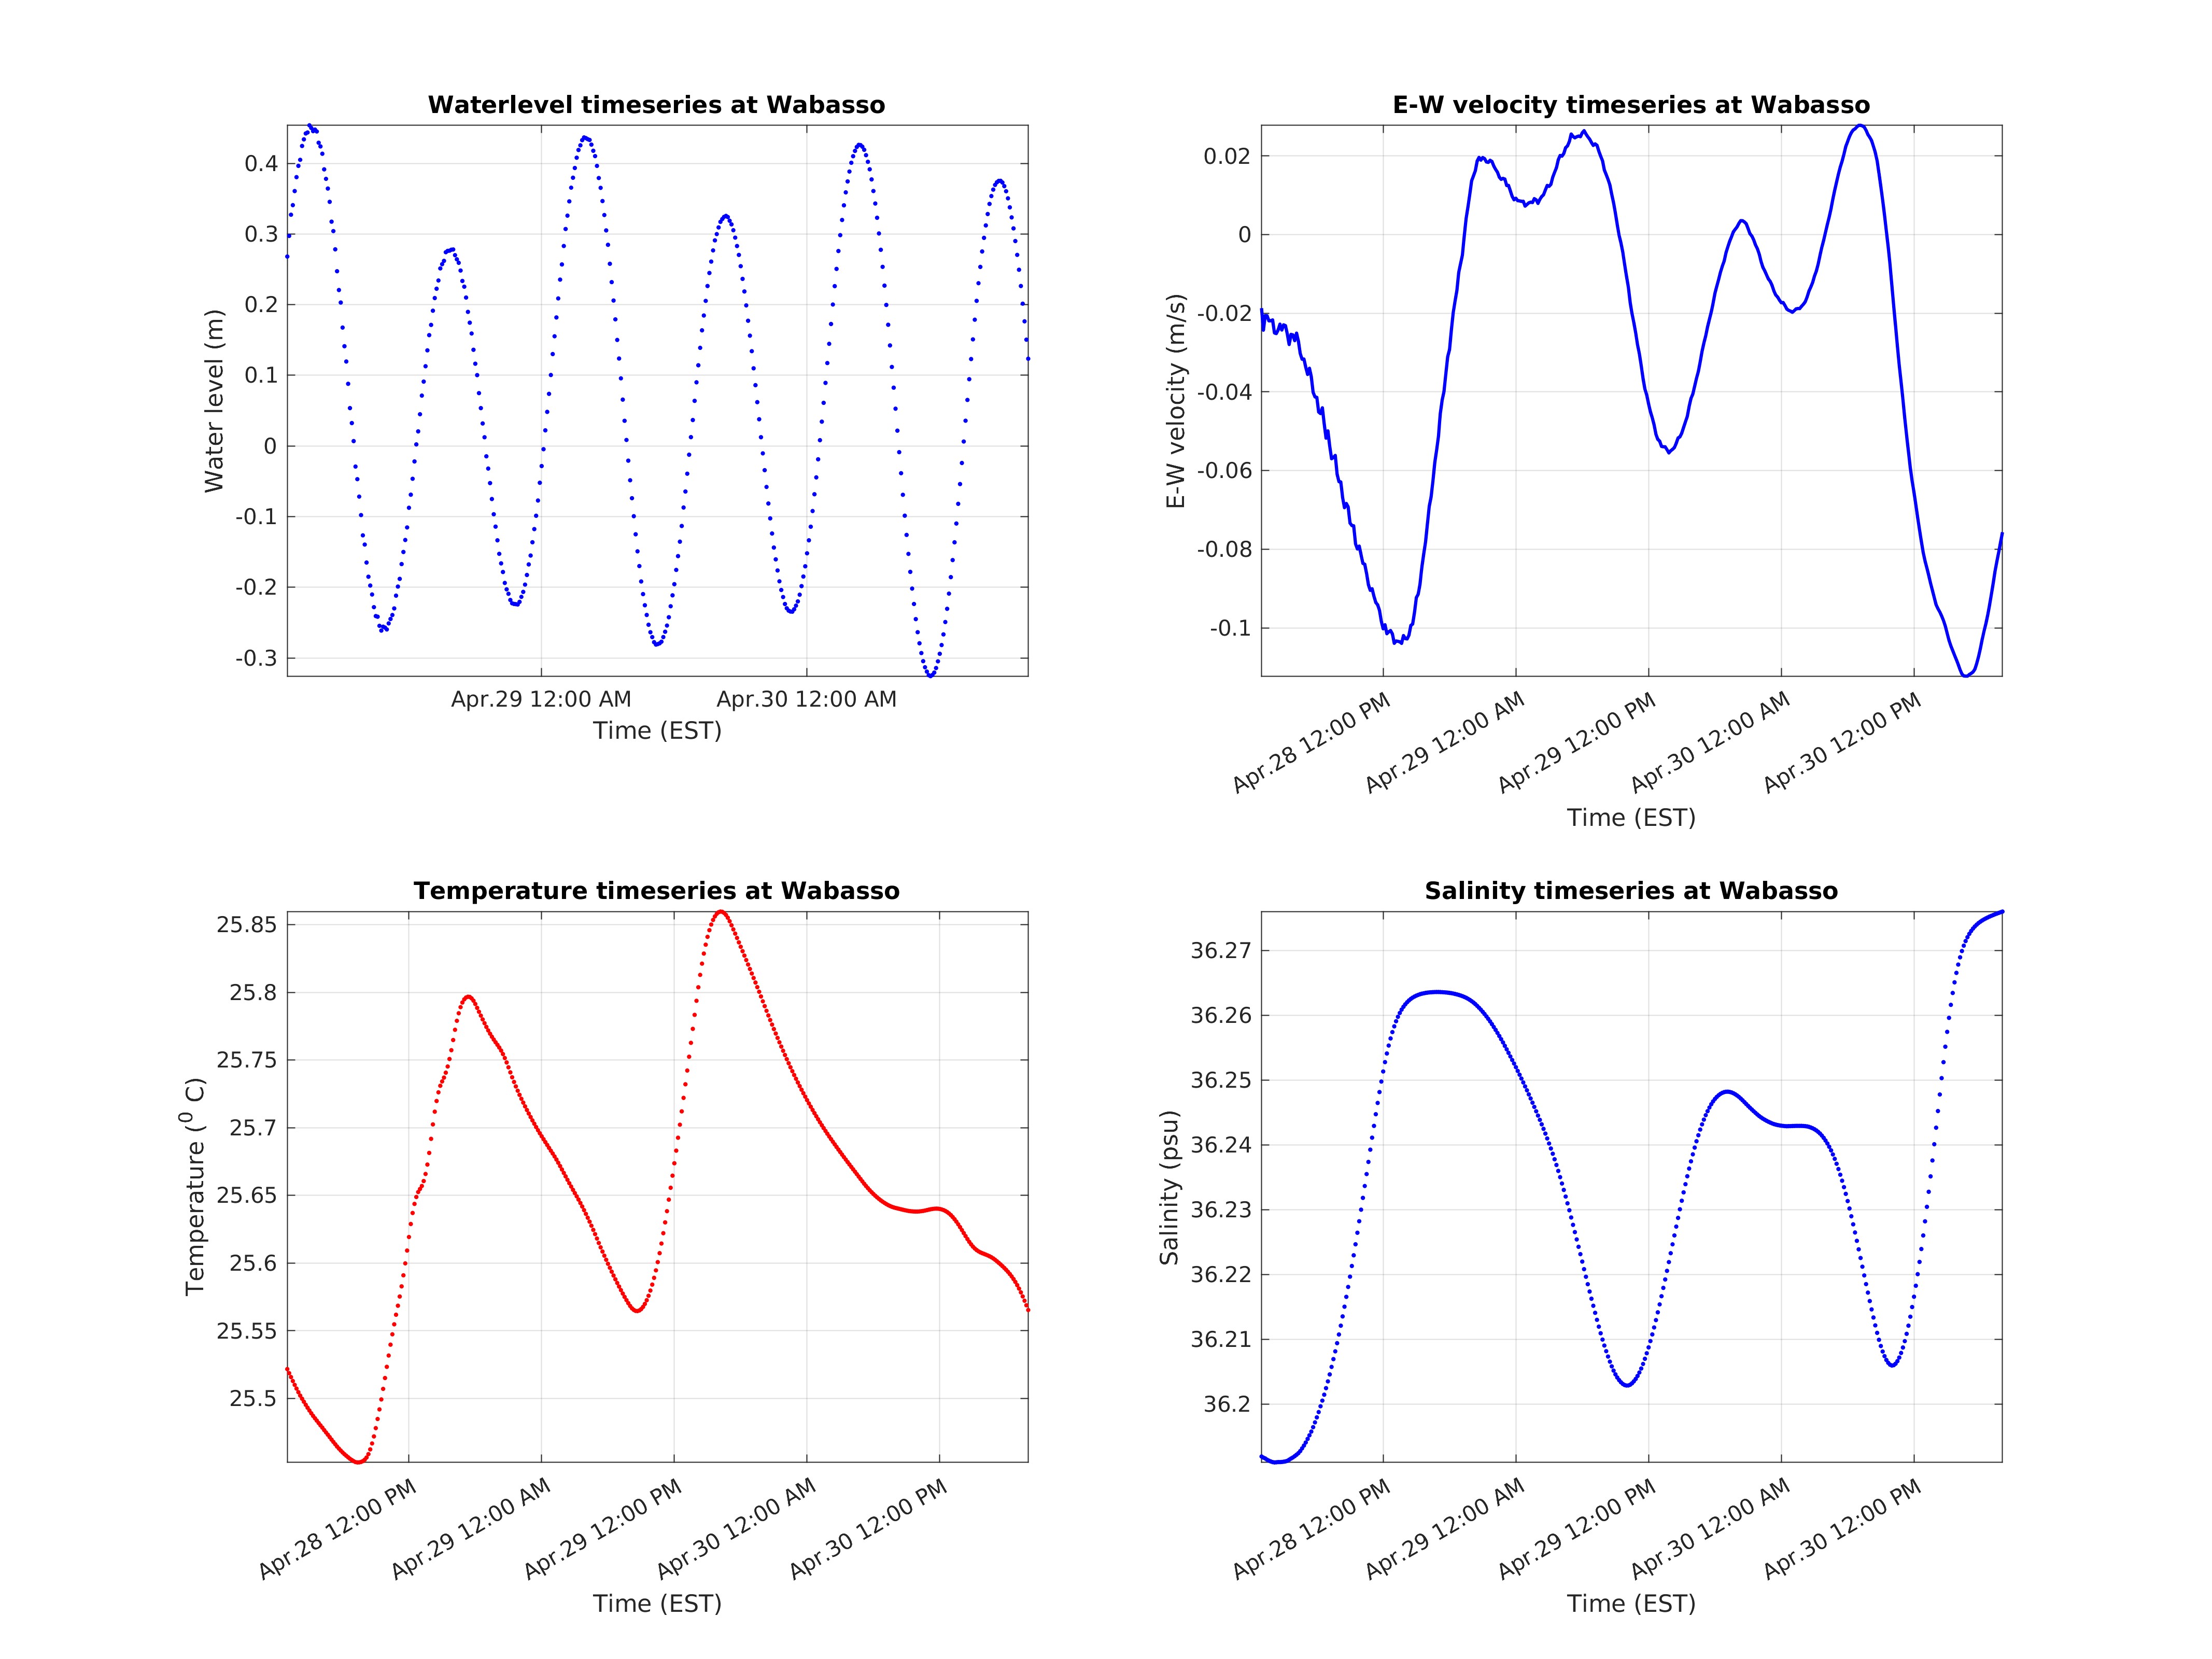 Waterlevel timeseries at Wabasso
0.4
0.3
0.2
0.1
0
-0.1
-0.2
-0.3
Water level (m)
Apr.29 12:00 AM
Apr.30 12:00 AM
Time (EST)
E-W velocity timeseries at Wabasso
0.02
0
-0.02
-0.04
-0.06
-0.08
-0.1
E-W velocity (m/s)
Apr.28 12:00 PM
Apr.29 12:00 AM
Apr.29 12:00 PM
Apr.30 12:00 AM
Apr.30 12:00 PM
Time (EST)
Temperature timeseries at Wabasso
25.85
25.8
25.75
25.7
25.65
25.6
25.55
25.5
Temperature (⁰ C)
Apr.28 12:00 PM
Apr.29 12:00 AM
Apr.29 12:00 PM
Apr.30 12:00 AM
Apr.30 12:00 PM
Time (EST)
Salinity timeseries at Wabasso
36.27
36.26
36.25
36.24
36.23
36.22
36.21
36.2
Salinity (psu)
Apr.28 12:00 PM
Apr.29 12:00 AM
Apr.29 12:00 PM
Apr.30 12:00 AM
Apr.30 12:00 PM
Time (EST)